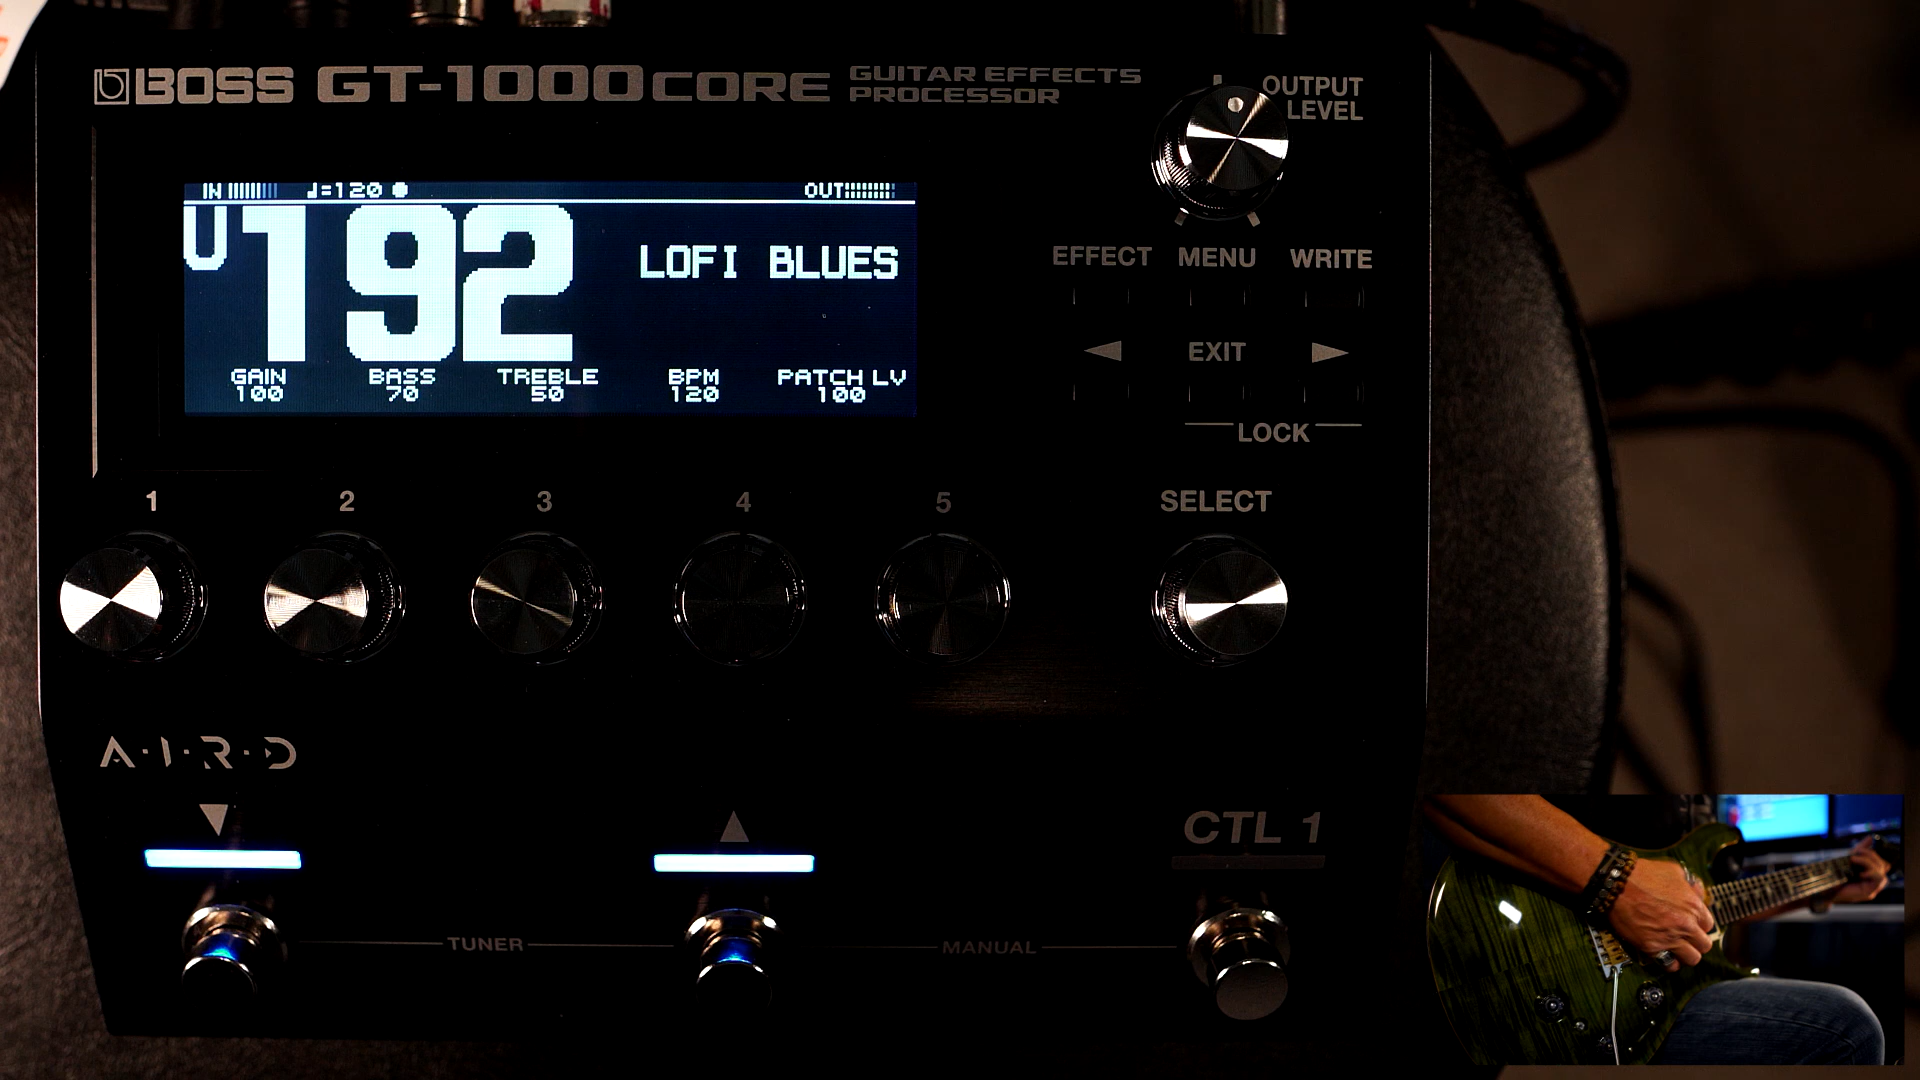 BOSS GT-1000CORE GUITAR EFFECTS
PROCESSOR
OUTPUT
LEVEL
IN ♩=120 OUT
U192 LOFI BLUES
GAIN BASS TREBLE BPM PATCH LV
100 70 50 120 100
EFFECT MENU WRITE
EXIT
LOCK
1 2 3 4 5 SELECT
A·I·R·D
CTL 1
TUNER MANUAL